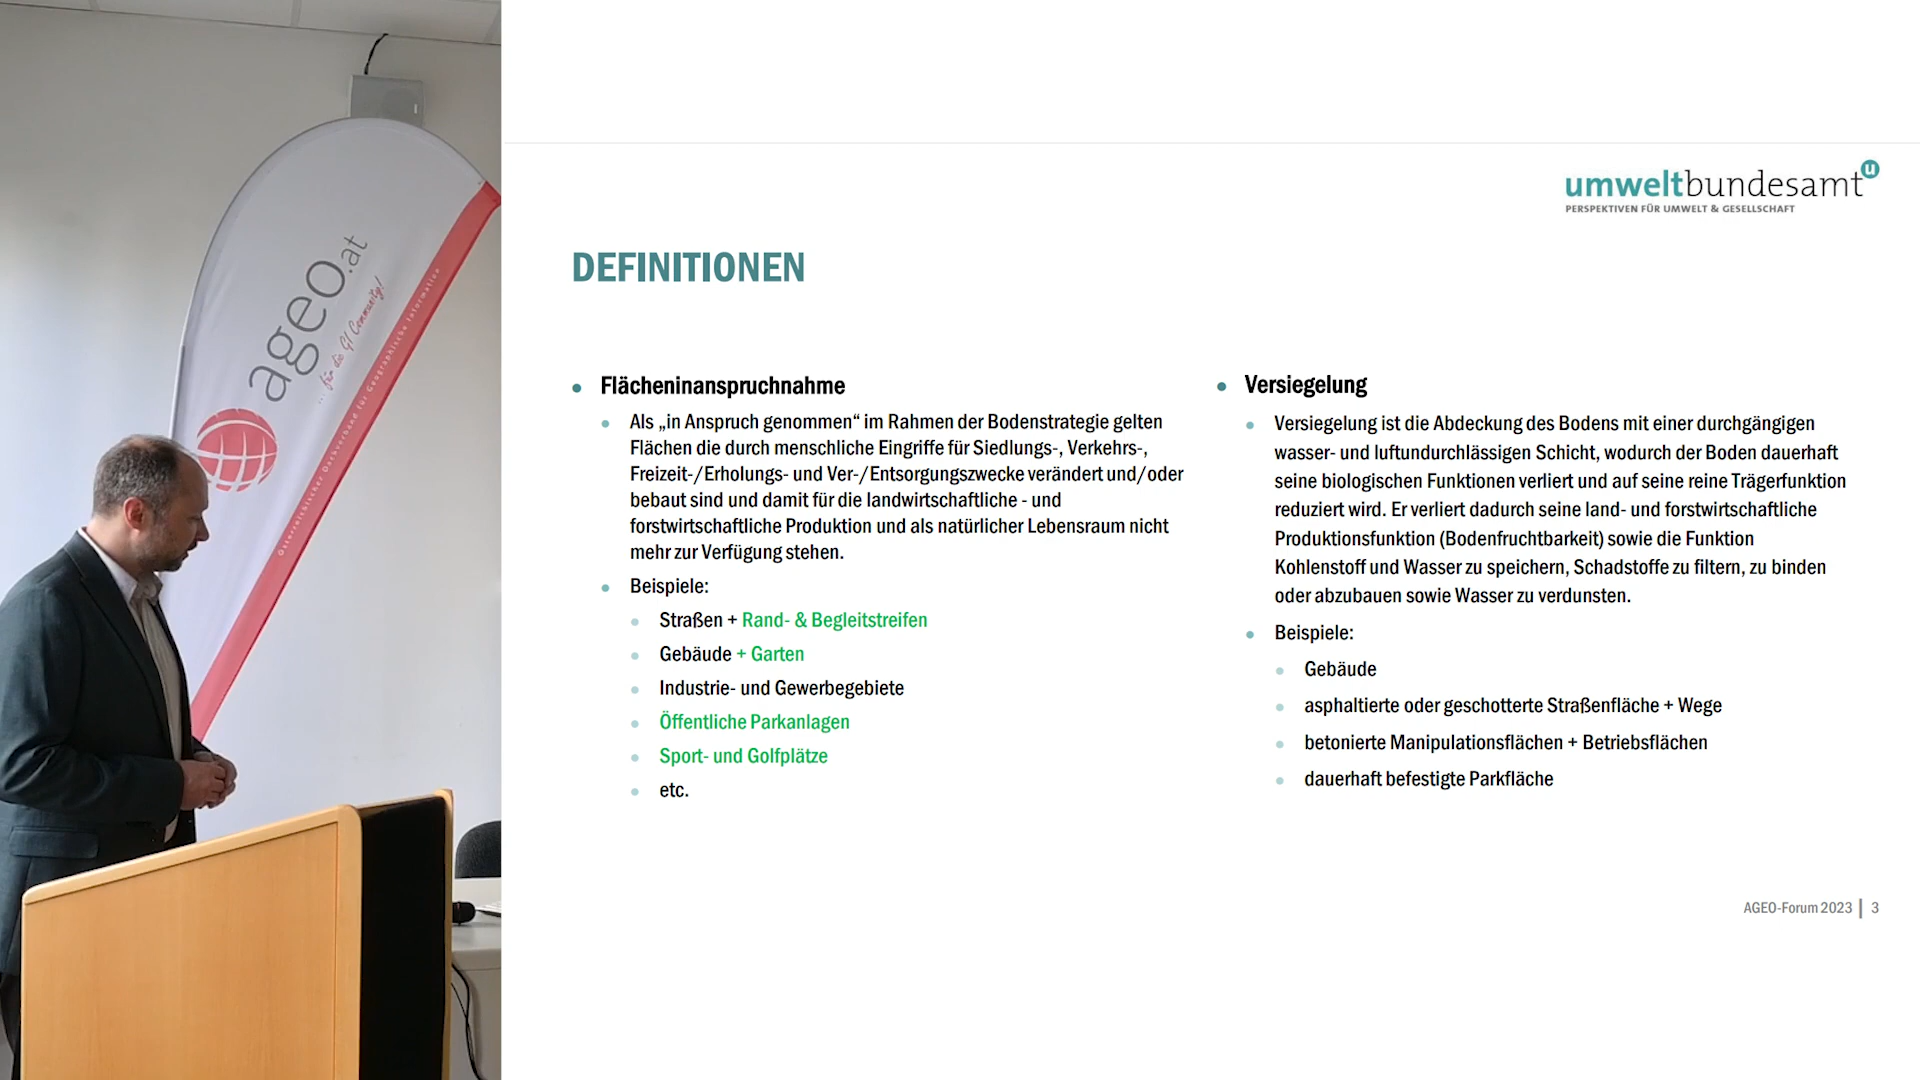 ageo.at
... für die GI Community!
Österreichischer Dachverband für Geographische Information
umweltbundesamt
u
PERSPEKTIVEN FÜR UMWELT & GESELLSCHAFT
DEFINITIONEN
• Flächeninanspruchnahme
• Als „in Anspruch genommen“ im Rahmen der Bodenstrategie gelten
Flächen die durch menschliche Eingriffe für Siedlungs-, Verkehrs-,
Freizeit-/Erholungs- und Ver-/Entsorgungszwecke verändert und/oder
bebaut sind und damit für die landwirtschaftliche - und
forstwirtschaftliche Produktion und als natürlicher Lebensraum nicht
mehr zur Verfügung stehen.
• Beispiele:
• Straßen + Rand- & Begleitstreifen
• Gebäude + Garten
• Industrie- und Gewerbegebiete
• Öffentliche Parkanlagen
• Sport- und Golfplätze
• etc.
• Versiegelung
• Versiegelung ist die Abdeckung des Bodens mit einer durchgängigen
wasser- und luftundurchlässigen Schicht, wodurch der Boden dauerhaft
seine biologischen Funktionen verliert und auf seine reine Trägerfunktion
reduziert wird. Er verliert dadurch seine land- und forstwirtschaftliche
Produktionsfunktion (Bodenfruchtbarkeit) sowie die Funktion
Kohlenstoff und Wasser zu speichern, Schadstoffe zu filtern, zu binden
oder abzubauen sowie Wasser zu verdunsten.
• Beispiele:
• Gebäude
• asphaltierte oder geschotterte Straßenfläche + Wege
• betonierte Manipulationsflächen + Betriebsflächen
• dauerhaft befestigte Parkfläche
AGEO-Forum 2023 | 3